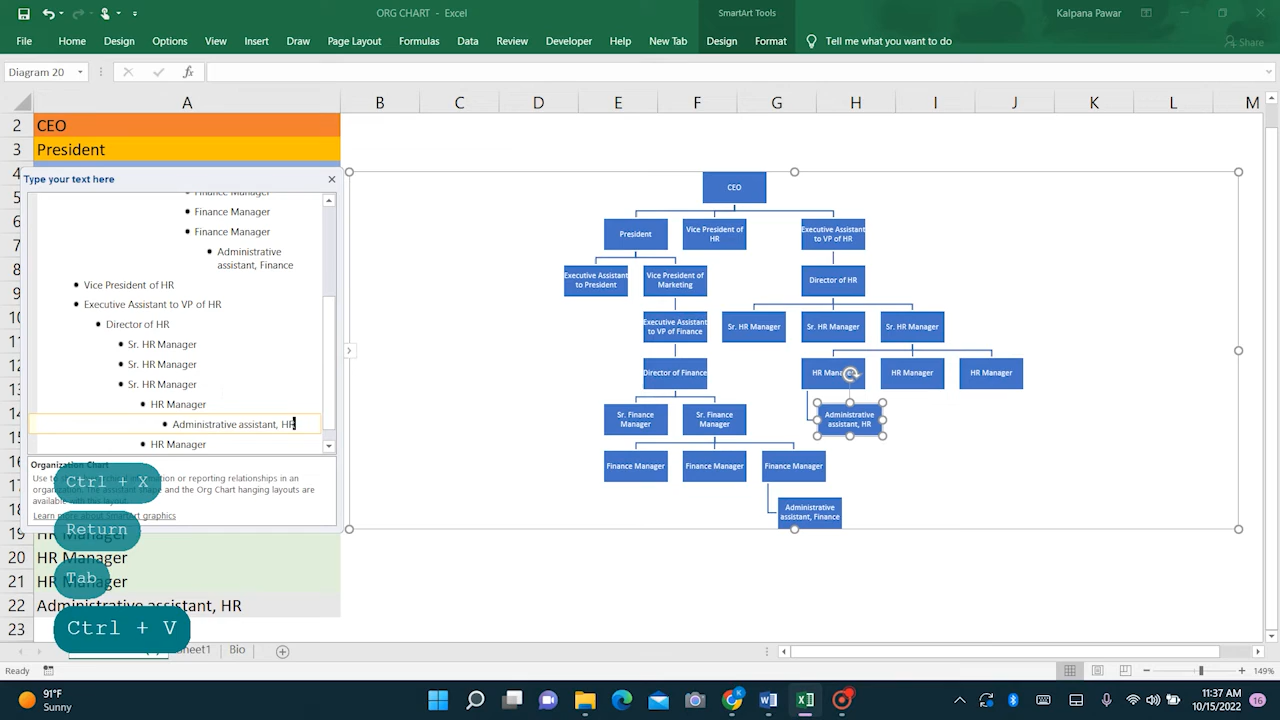 ORG CHART - Excel
SmartArt Tools
Kalpana Pawar
File
Home
Design
Options
View
Insert
Draw
Page Layout
Formulas
Data
Review
Developer
Help
New Tab
Design
Format
Tell me what you want to do
Share
Diagram 20
fx
A
B
C
D
E
F
G
H
I
J
K
L
M
2
CEO
3
President
4
Type your text here
Finance Manager
Finance Manager
Administrative
assistant, Finance
Vice President of HR
Executive Assistant to VP of HR
Director of HR
Sr. HR Manager
Sr. HR Manager
Sr. HR Manager
HR Manager
Administrative assistant, HR
HR Manager
Organization Chart
Learn more about SmartArt graphics
Ctrl + X
Return
Tab
Ctrl + V
CEO
President
Vice President of
HR
Executive Assistant
to VP of HR
Executive Assistant
to President
Vice President of
Marketing
Director of HR
Executive Assistant
to VP of Finance
Sr. HR Manager
Sr. HR Manager
Sr. HR Manager
Director of Finance
HR Manager
HR Manager
Sr. Finance
Manager
Sr. Finance
Manager
Administrative
assistant, HR
Finance Manager
Finance Manager
Finance Manager
Administrative
assistant, Finance
HR Manager
20
HR Manager
21
HR Manager
22
Administrative assistant, HR
23
Bio
Ready
149%
91°F
Sunny
11:37 AM
10/15/2022
16